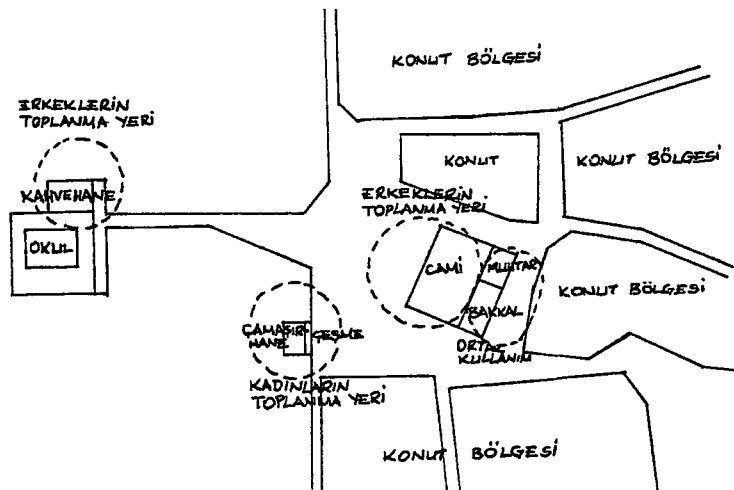 KONUT BÖLGESİ
ERKEKLERİN
TOPLANMA YERİ
KONUT
KONUT BÖLGESİ
KAHVEHANE
ERKEKLERİN
TOPLANMA YERİ
OKUL
CAMİ
MUHTAR
KONUT BÖLGESİ
BAKKAL
ÇAMAŞIR-
HANE
ÇEŞME
ORTAK
KULLANIM
KADINLARIN
TOPLANMA YERİ
KONUT BÖLGESİ